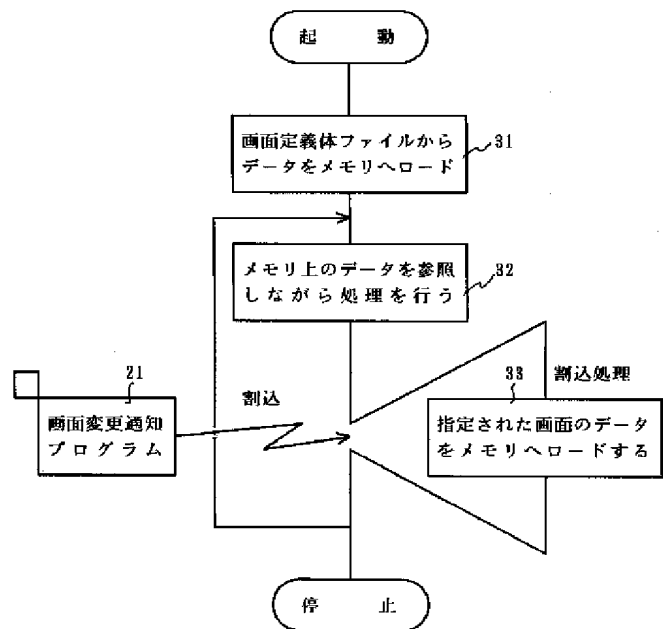 起 動
画面定義体ファイルから
データをメモリへロード
31
メモリ上のデータを参照
しながら処理を行う
32
21
画面変更通知
プログラム
割込
割込処理
33
指定された画面のデータ
をメモリへロードする
停 止